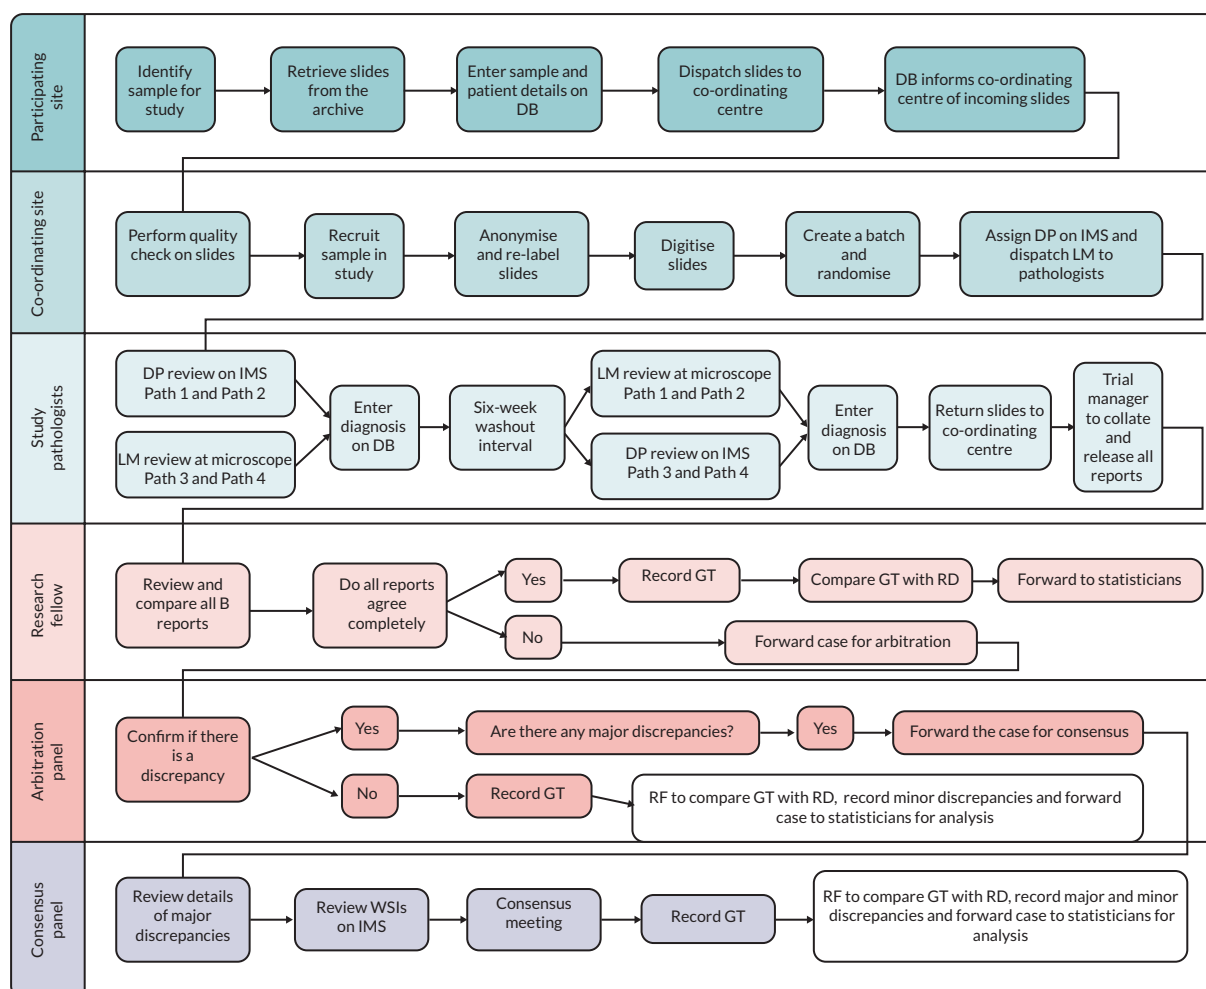 Participating
site
Identify
sample for
study
Retrieve slides
from the
archive
Enter sample and
patient details on
DB
Dispatch slides to
co-ordinating
centre
DB informs co-ordinating
centre of incoming slides
Co-ordinating site
Perform quality
check on slides
Recruit
sample in
study
Anonymise
and re-label
slides
Digitise
slides
Create a batch
and
randomise
Assign DP on IMS and
dispatch LM to
pathologists
Study
pathologists
DP review on IMS
Path 1 and Path 2
LM review at microscope
Path 3 and Path 4
Enter
diagnosis
on DB
Six-week
washout
interval
LM review at microscope
Path 1 and Path 2
DP review on IMS
Path 3 and Path 4
Enter
diagnosis
on DB
Return slides to
co-ordinating
centre
Trial
manager
to collate
and
release all
reports
Research
fellow
Review and
compare all B
reports
Do all reports
agree
completely
Yes
Record GT
Compare GT with RD
Forward to statisticians
No
Forward case for arbitration
Arbitration
panel
Confirm if there
is a
discrepancy
Yes
Are there any major discrepancies?
Yes
Forward the case for consensus
No
Record GT
RF to compare GT with RD, record minor discrepancies and forward
case to statisticians for analysis
Consensus
panel
Review details
of major
discrepancies
Review WSIs
on IMS
Consensus
meeting
Record GT
RF to compare GT with RD, record major and minor
discrepancies and forward case to statisticians for
analysis